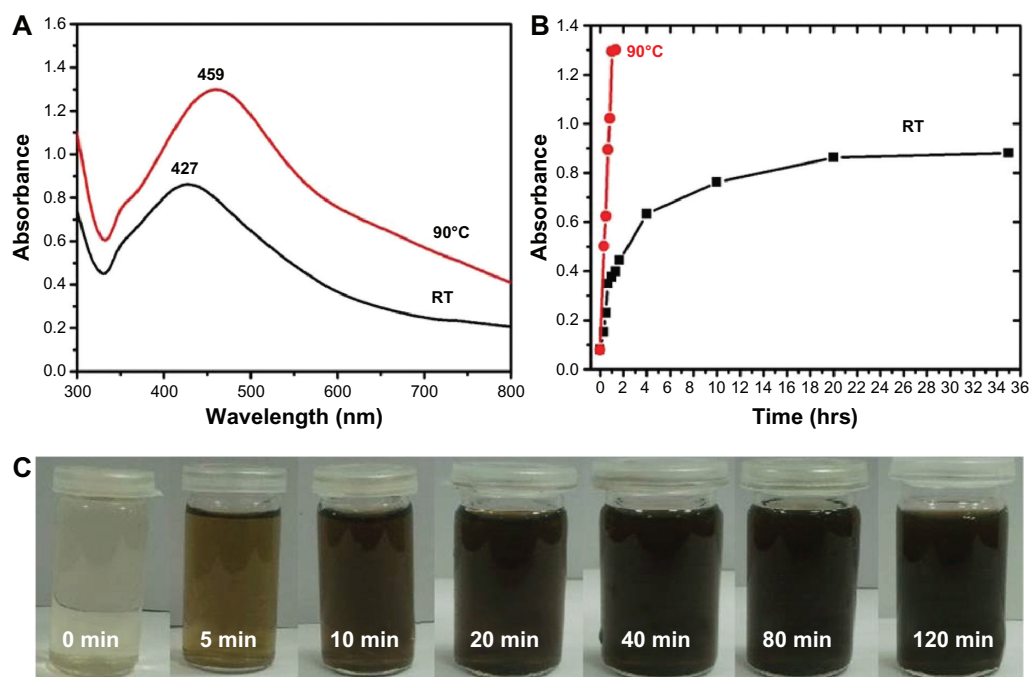 A
1.6
1.4
1.2
1.0
0.8
0.6
0.4
0.2
0.0
Absorbance
459
427
90°C
RT
300 400 500 600 700 800
Wavelength (nm)
B
1.4
1.2
1.0
0.8
0.6
0.4
0.2
0.0
Absorbance
90°C
RT
0 2 4 6 8 10 12 14 16 18 20 22 24 26 28 30 32 34 36
Time (hrs)
C
0 min 5 min 10 min 20 min 40 min 80 min 120 min